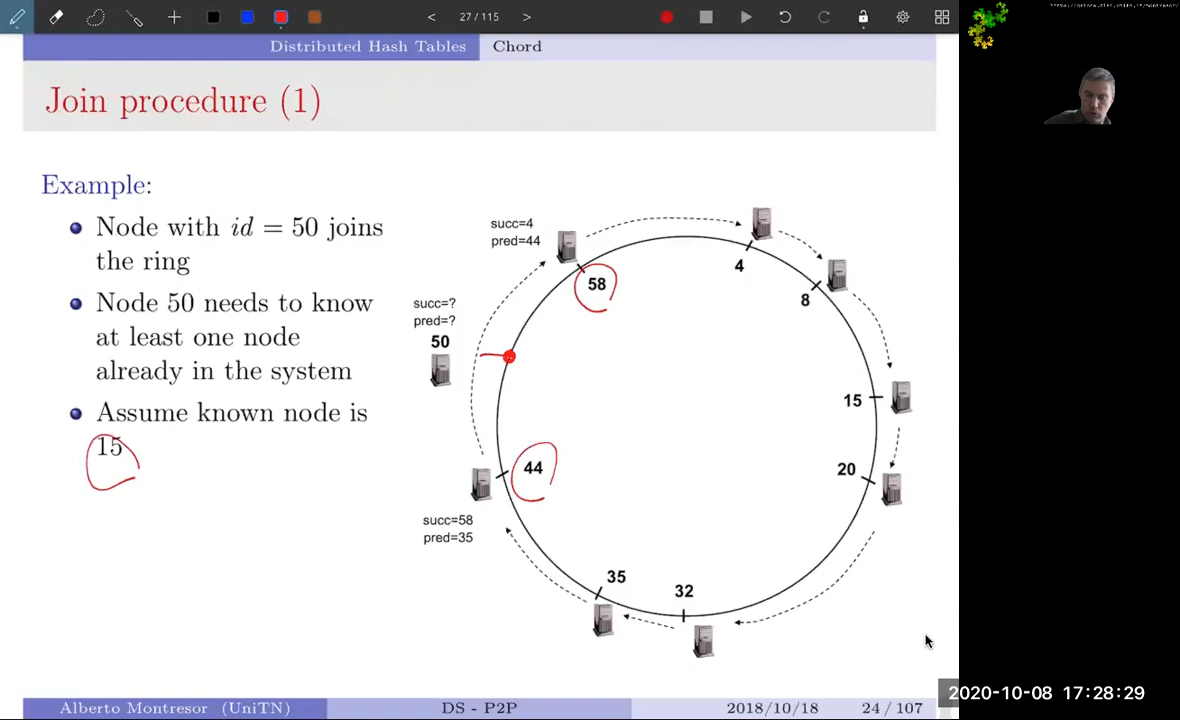 27 / 115
Distributed Hash Tables Chord
Join procedure (1)
Example:
Node with id = 50 joins
the ring
Node 50 needs to know
at least one node
already in the system
Assume known node is
15
succ=4
pred=44
58
4
8
succ=?
pred=?
50
15
20
44
succ=58
pred=35
35
32
Alberto Montresor (UniTN) DS - P2P 2018/10/18 24 / 107
2020-10-08 17:28:29